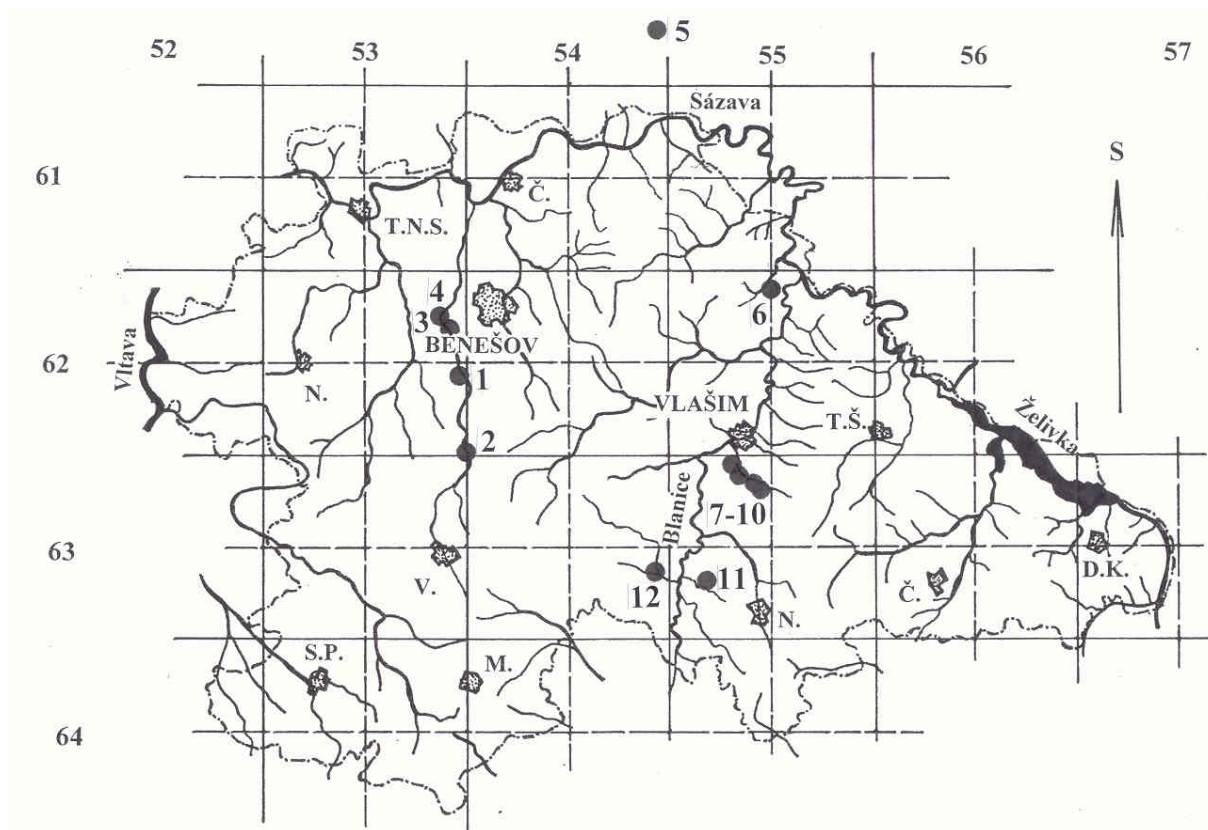 5
52 53 54 55 56 57
Sázava
S
61
Č.
T.N.S.
4
3
6
BENEŠOV
Vltava
62
N.
1
VLAŠIM
T.Š.
Želivka
2
7-10
Blanice
63
V.
12
11
N.
Č.
D.K.
S.P.
M.
64